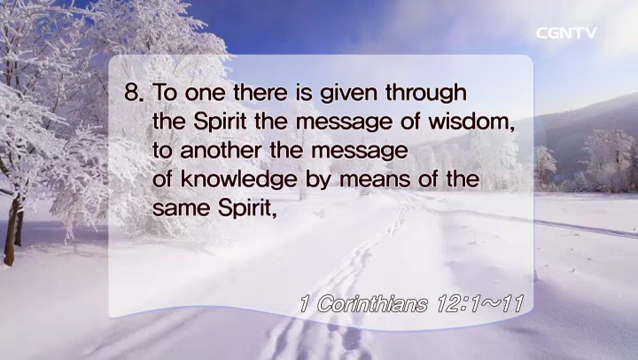 CGNTV
8. To one there is given through
the Spirit the message of wisdom,
to another the message
of knowledge by means of the
same Spirit,
1 Corinthians 12:1~11